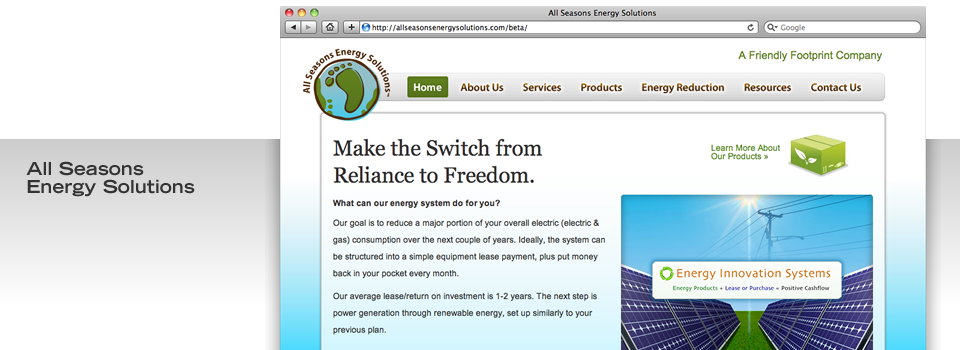 All Seasons Energy Solutions
http://allseasonsenergysolutions.com/beta/
Google
All Seasons Energy Solutions
A Friendly Footprint Company
Home
About Us
Services
Products
Energy Reduction
Resources
Contact Us
All Seasons
Energy Solutions
Make the Switch from
Reliance to Freedom.
Learn More About
Our Products »
What can our energy system do for you?
Our goal is to reduce a major portion of your overall electric (electric &
gas) consumption over the next couple of years. Ideally, the system can
be structured into a simple equipment lease payment, plus put money
back in your pocket every month.
Our average lease/return on investment is 1-2 years. The next step is
power generation through renewable energy, set up similarly to your
previous plan.
Energy Innovation Systems
Energy Products + Lease or Purchase = Positive Cashflow